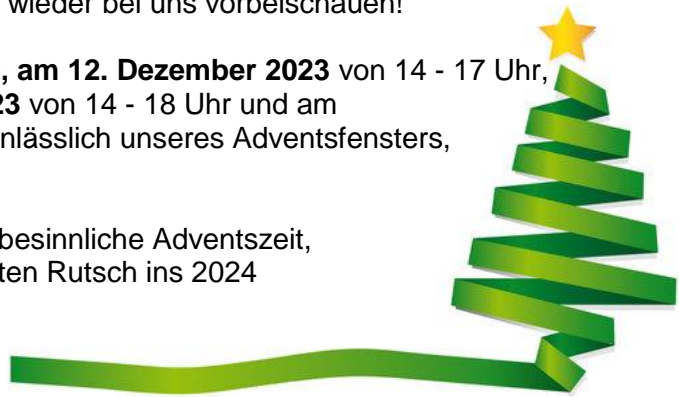 wieder bei uns vorbeischauen!
, am 12. Dezember 2023 von 14 - 17 Uhr,
23 von 14 - 18 Uhr und am
nlässlich unseres Adventsfensters,
besinnliche Adventszeit,
ten Rutsch ins 2024